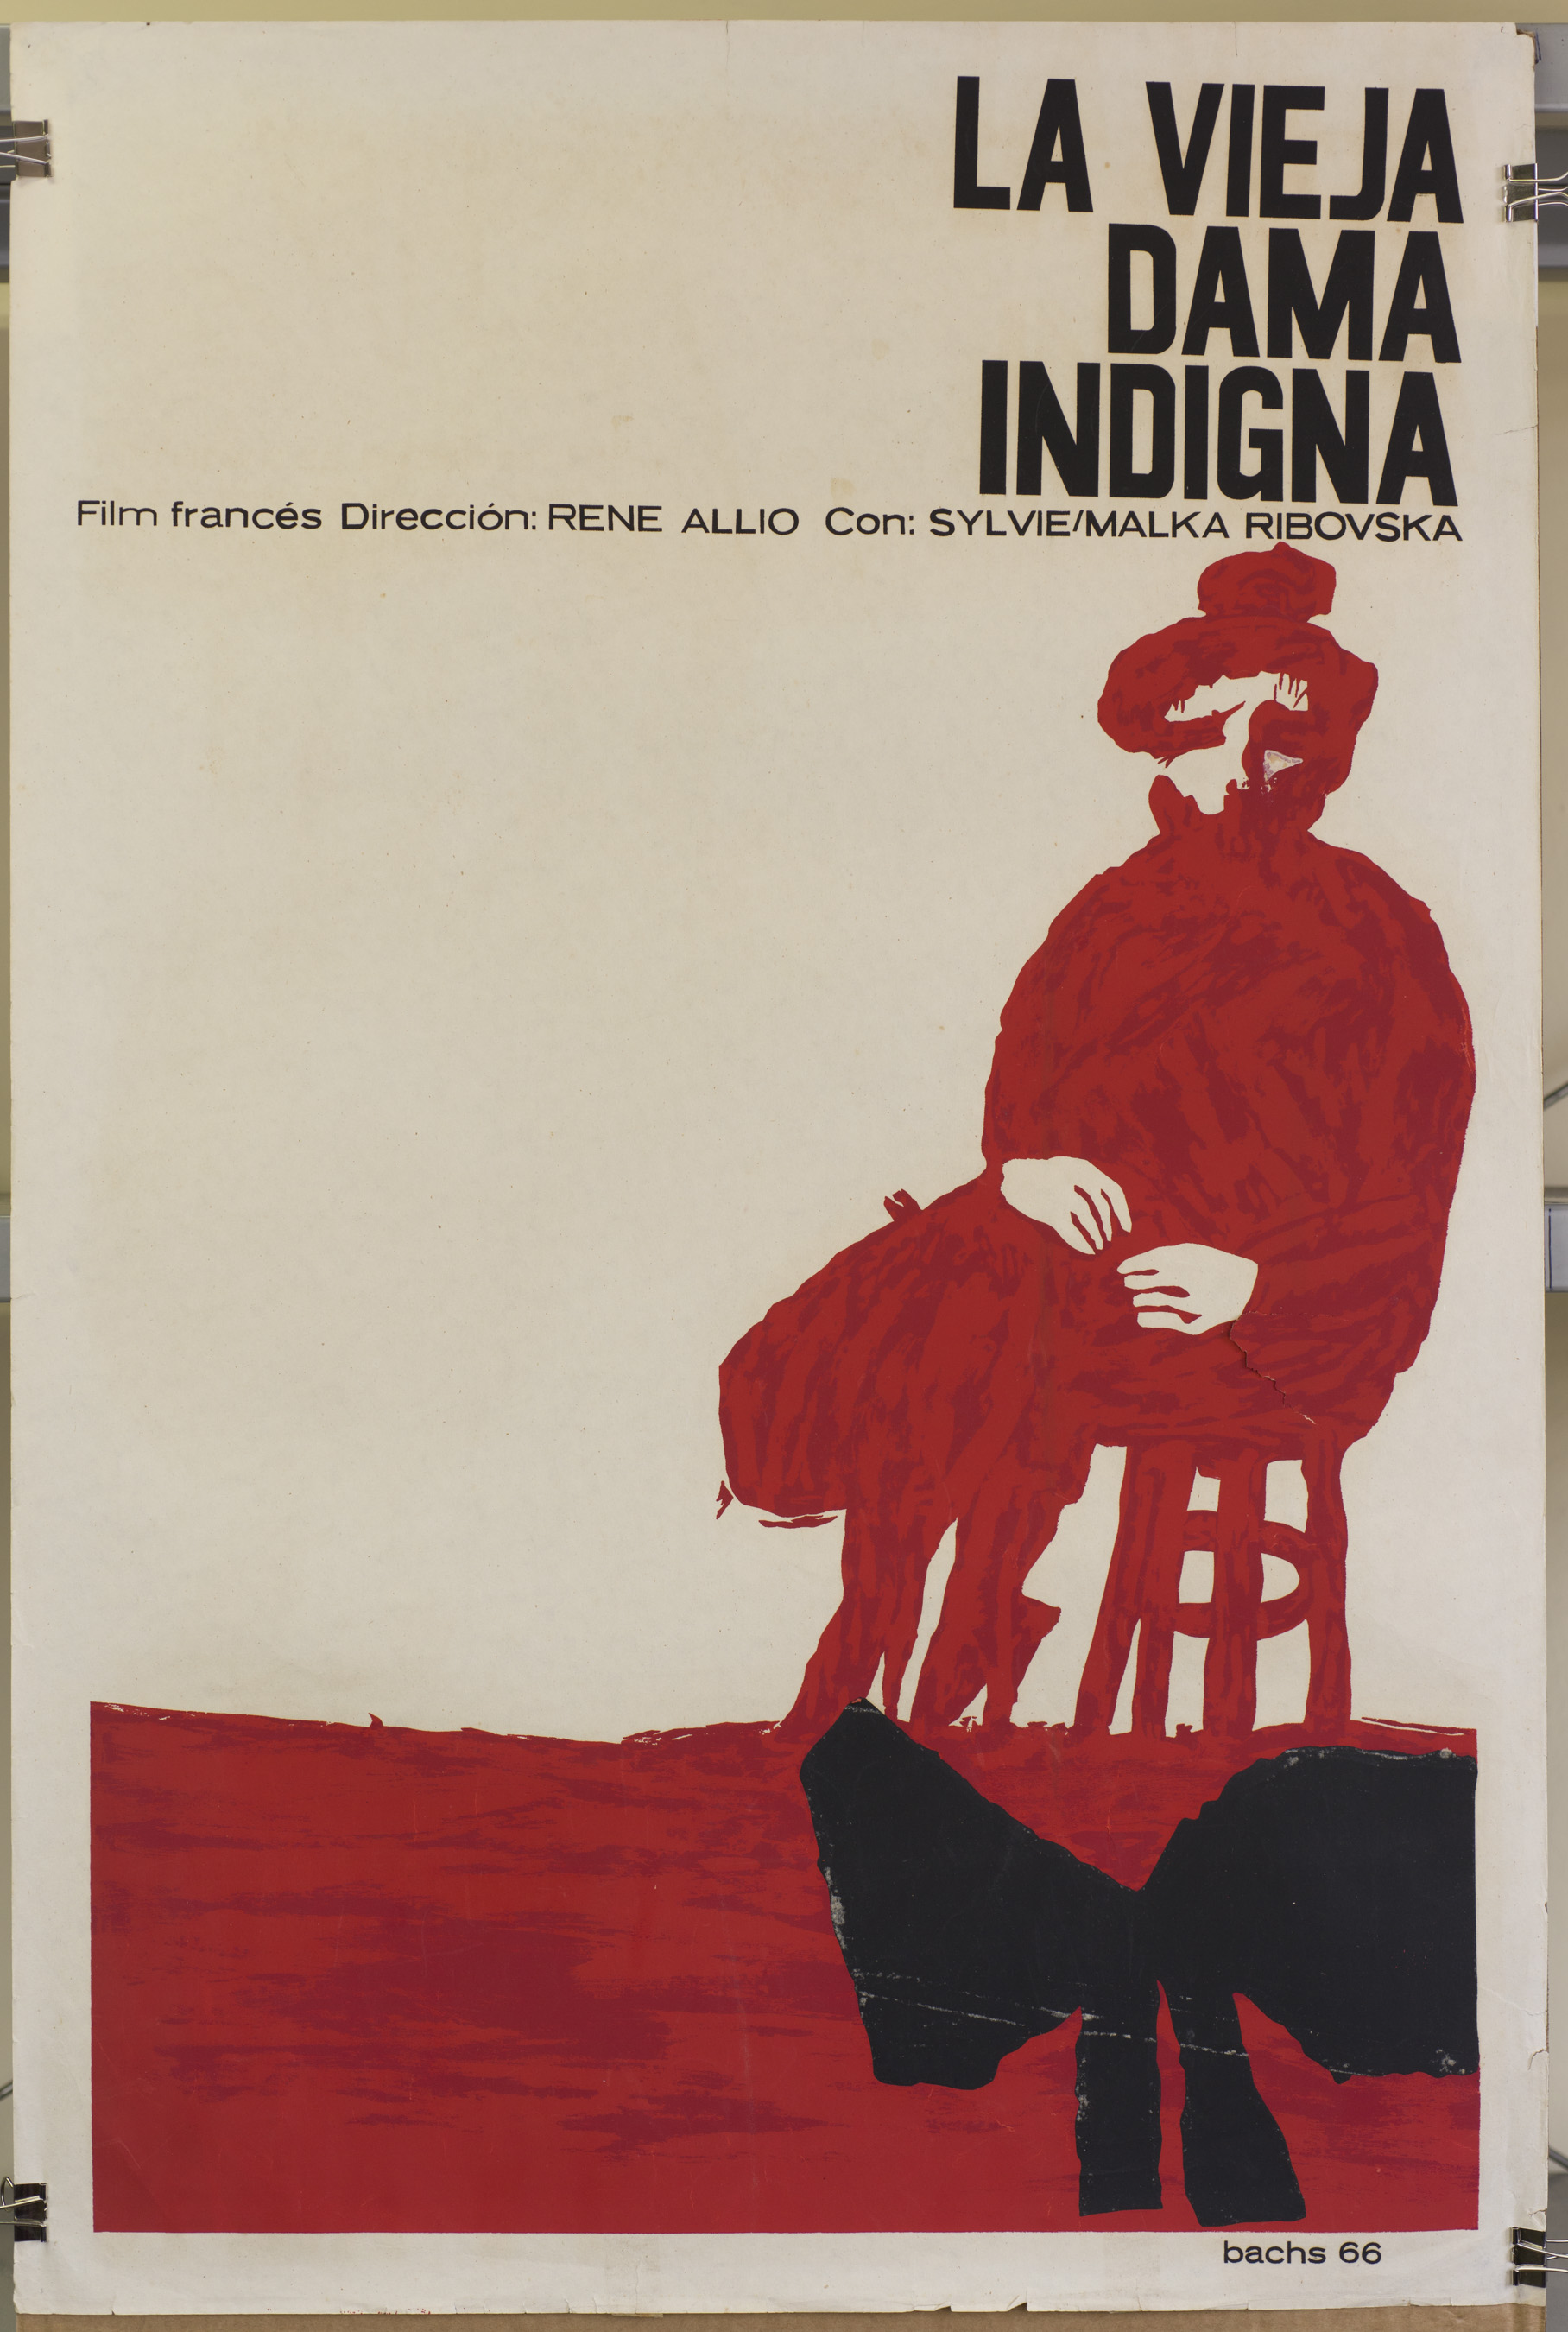 LA VIEJA
DAMA
INDIGNA
Film francés Dirección: RENE ALLIO Con: SYLVIE/MALKA RIBOVSKA
bachs 66